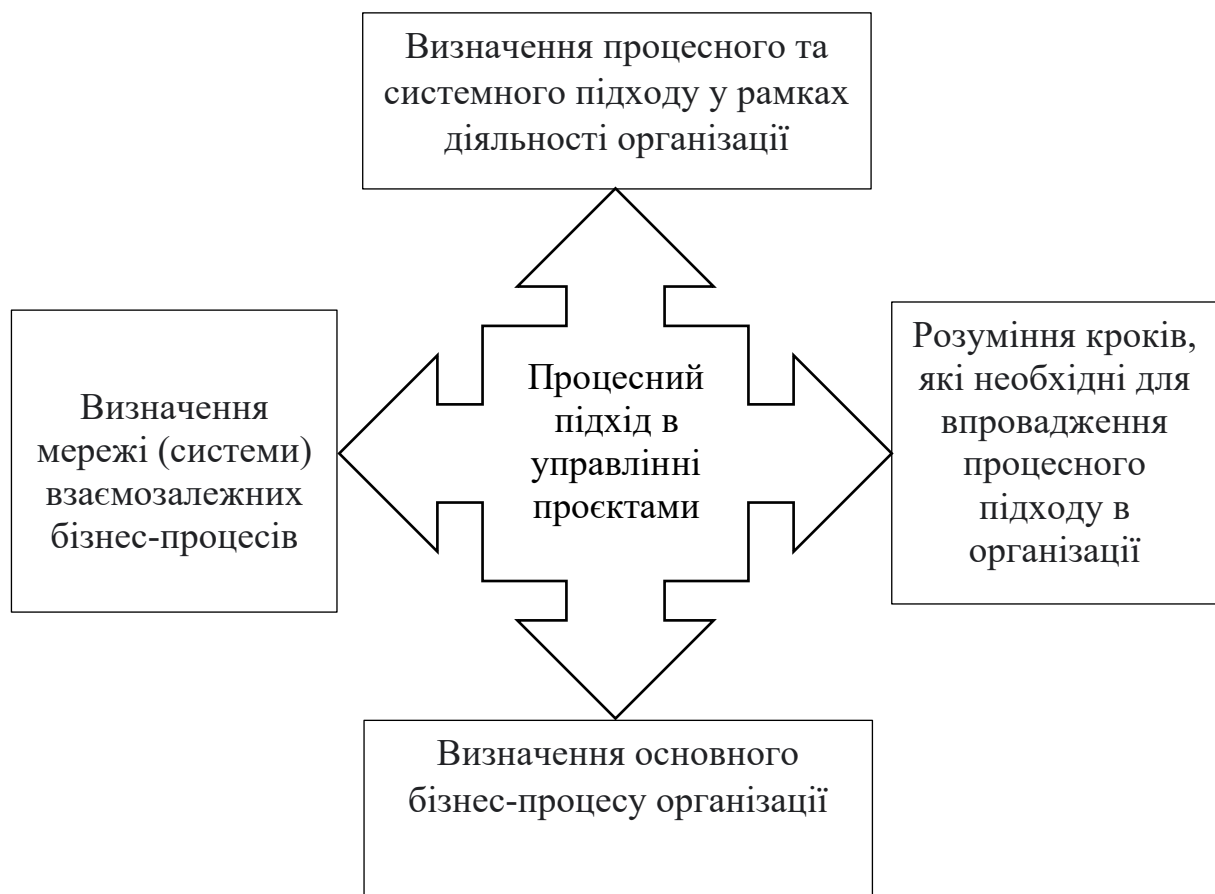 Визначення процесного та
системного підходу у рамках
діяльності організації
Визначення
мережі (системи)
взаємозалежних
бізнес-процесів
Процесний
підхід в
управлінні
проєктами
Розуміння кроків,
які необхідні для
впровадження
процесного
підходу в
організації
Визначення основного
бізнес-процесу організації